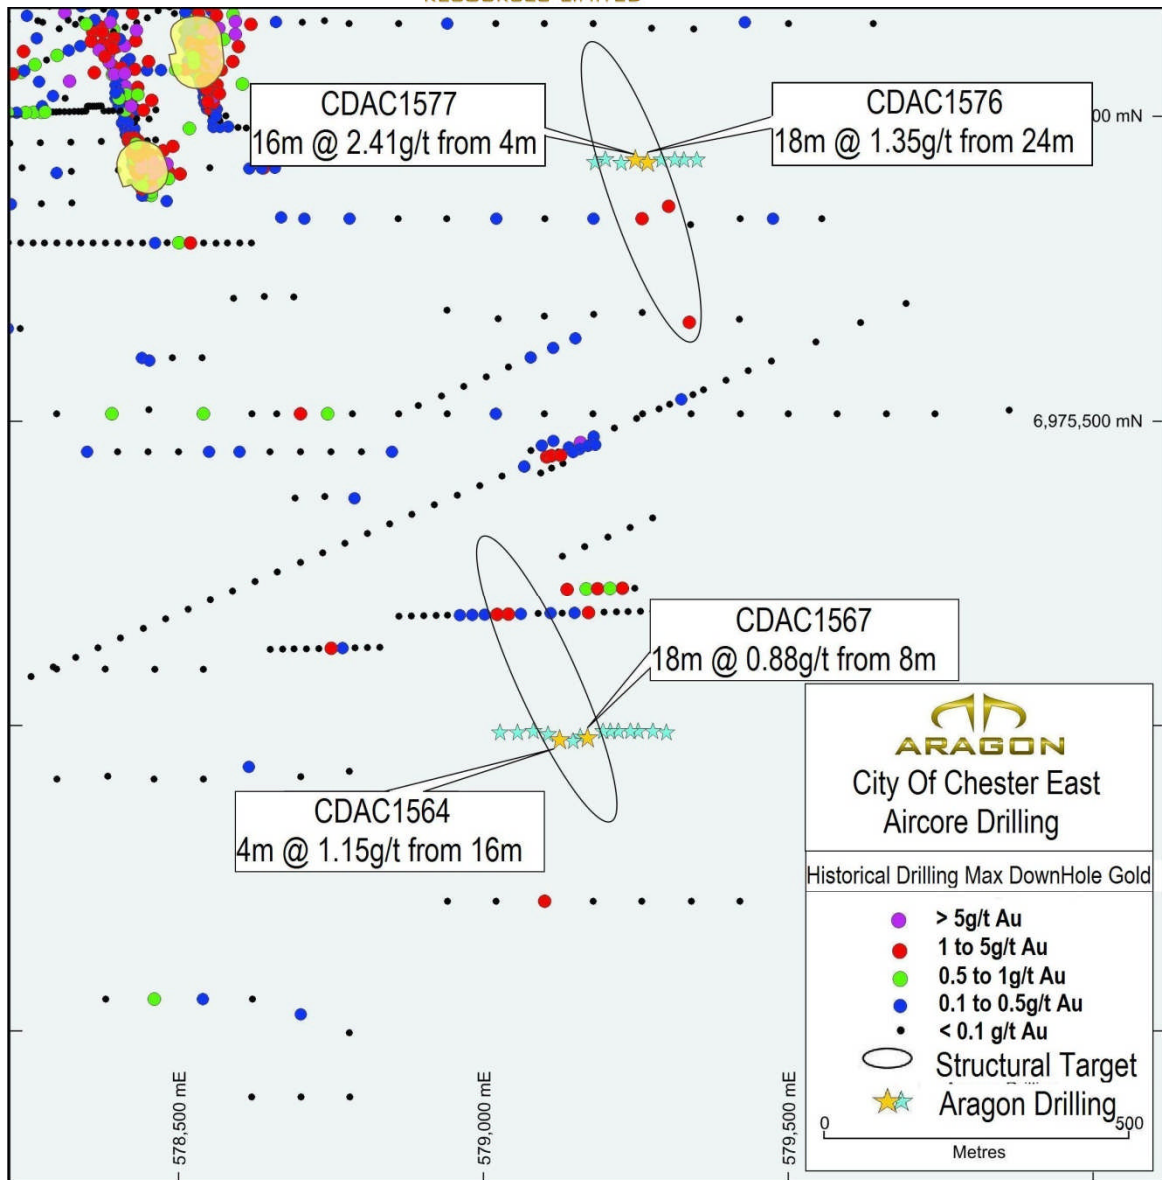 RESOURCES LIMITED
CDAC1577
16m @ 2.41g/t from 4m
CDAC1576
18m @ 1.35g/t from 24m
00 mN
6,975,500 mN
CDAC1567
18m @ 0.88g/t from 8m
CDAC1564
4m @ 1.15g/t from 16m
ARAGON
City Of Chester East
Aircore Drilling
Historical Drilling Max DownHole Gold
> 5g/t Au
1 to 5g/t Au
0.5 to 1g/t Au
0.1 to 0.5g/t Au
< 0.1 g/t Au
Structural Target
Aragon Drilling
0 500
Metres
578,500 mE
579,000 mE
579,500 mE